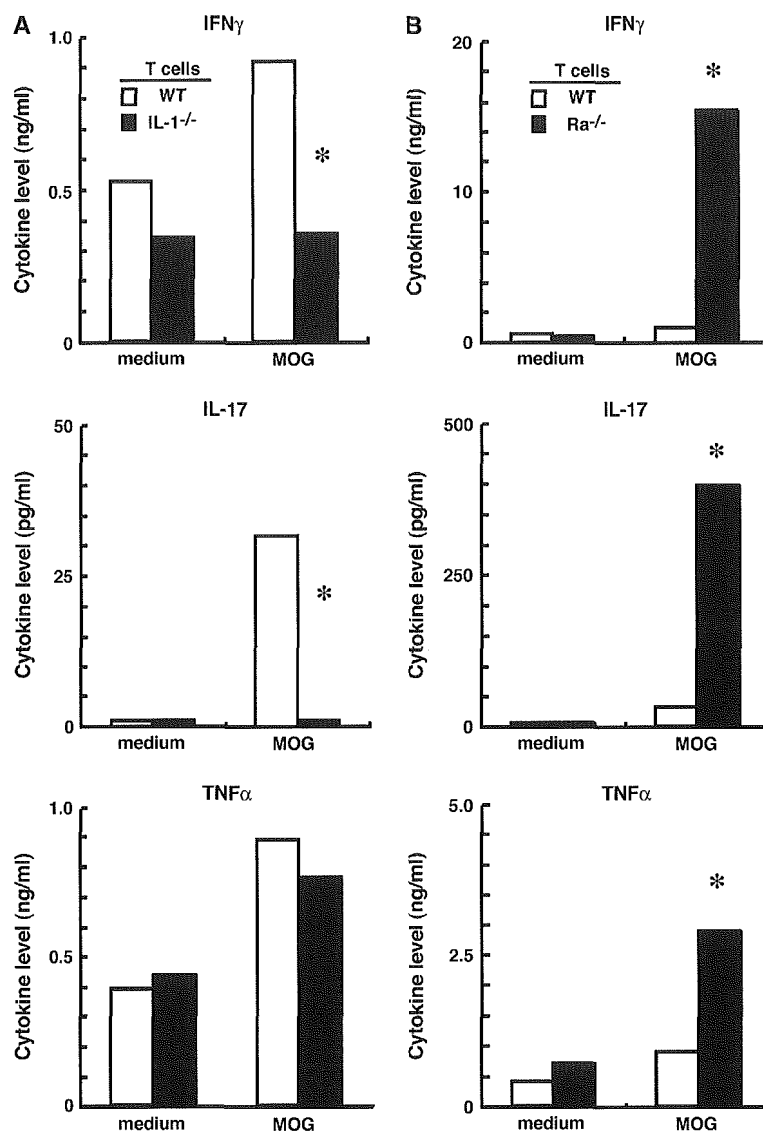 A
IFNγ
Cytokine level (ng/ml)
1.0
0.5
0
T cells
WT
IL-1-/-
*
medium
MOG
IL-17
Cytokine level (pg/ml)
50
25
0
*
medium
MOG
TNFα
Cytokine level (ng/ml)
1.0
0.5
0
medium
MOG
B
IFNγ
Cytokine level (ng/ml)
20
10
0
T cells
WT
Ra-/-
*
medium
MOG
IL-17
Cytokine level (pg/ml)
500
250
0
*
medium
MOG
TNFα
Cytokine level (ng/ml)
5.0
2.5
0
*
medium
MOG